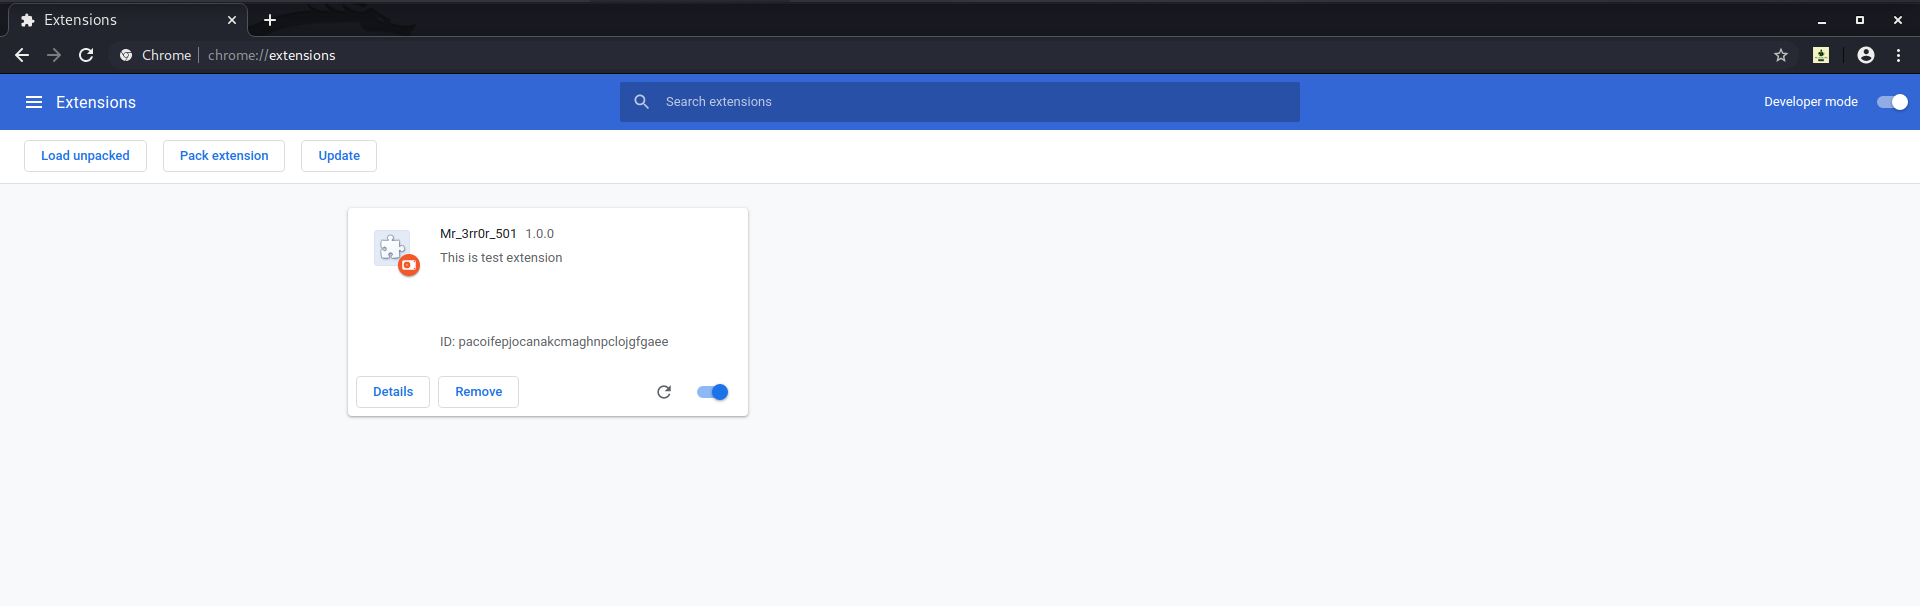 Extensions
Chrome chrome://extensions
Extensions Search extensions Developer mode
Load unpacked Pack extension Update
Mr_3rr0r_501 1.0.0
This is test extension
ID: pacoifepjocanakcmaghnpclojgfgaee
Details Remove